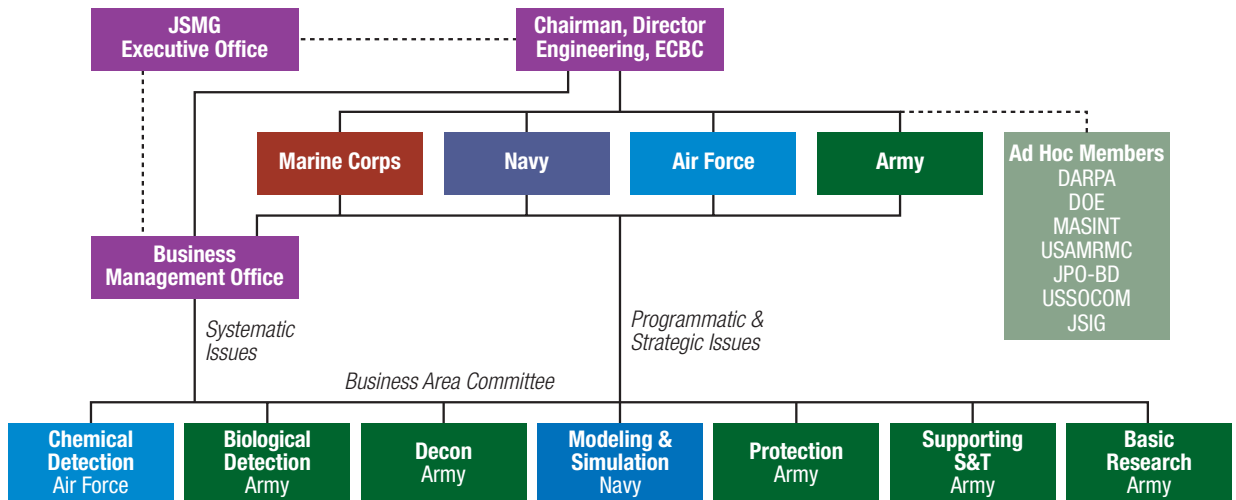 JSMG
Executive Office
Chairman, Director
Engineering, ECBC
Marine Corps
Navy
Air Force
Army
Ad Hoc Members
DARPA
DOE
MASINT
USAMRMC
JPO-BD
USSOCOM
JSIG
Business
Management Office
Systematic
Issues
Programmatic &
Strategic Issues
Business Area Committee
Chemical
Detection
Air Force
Biological
Detection
Army
Decon
Army
Modeling &
Simulation
Navy
Protection
Army
Supporting
S&T
Army
Basic
Research
Army